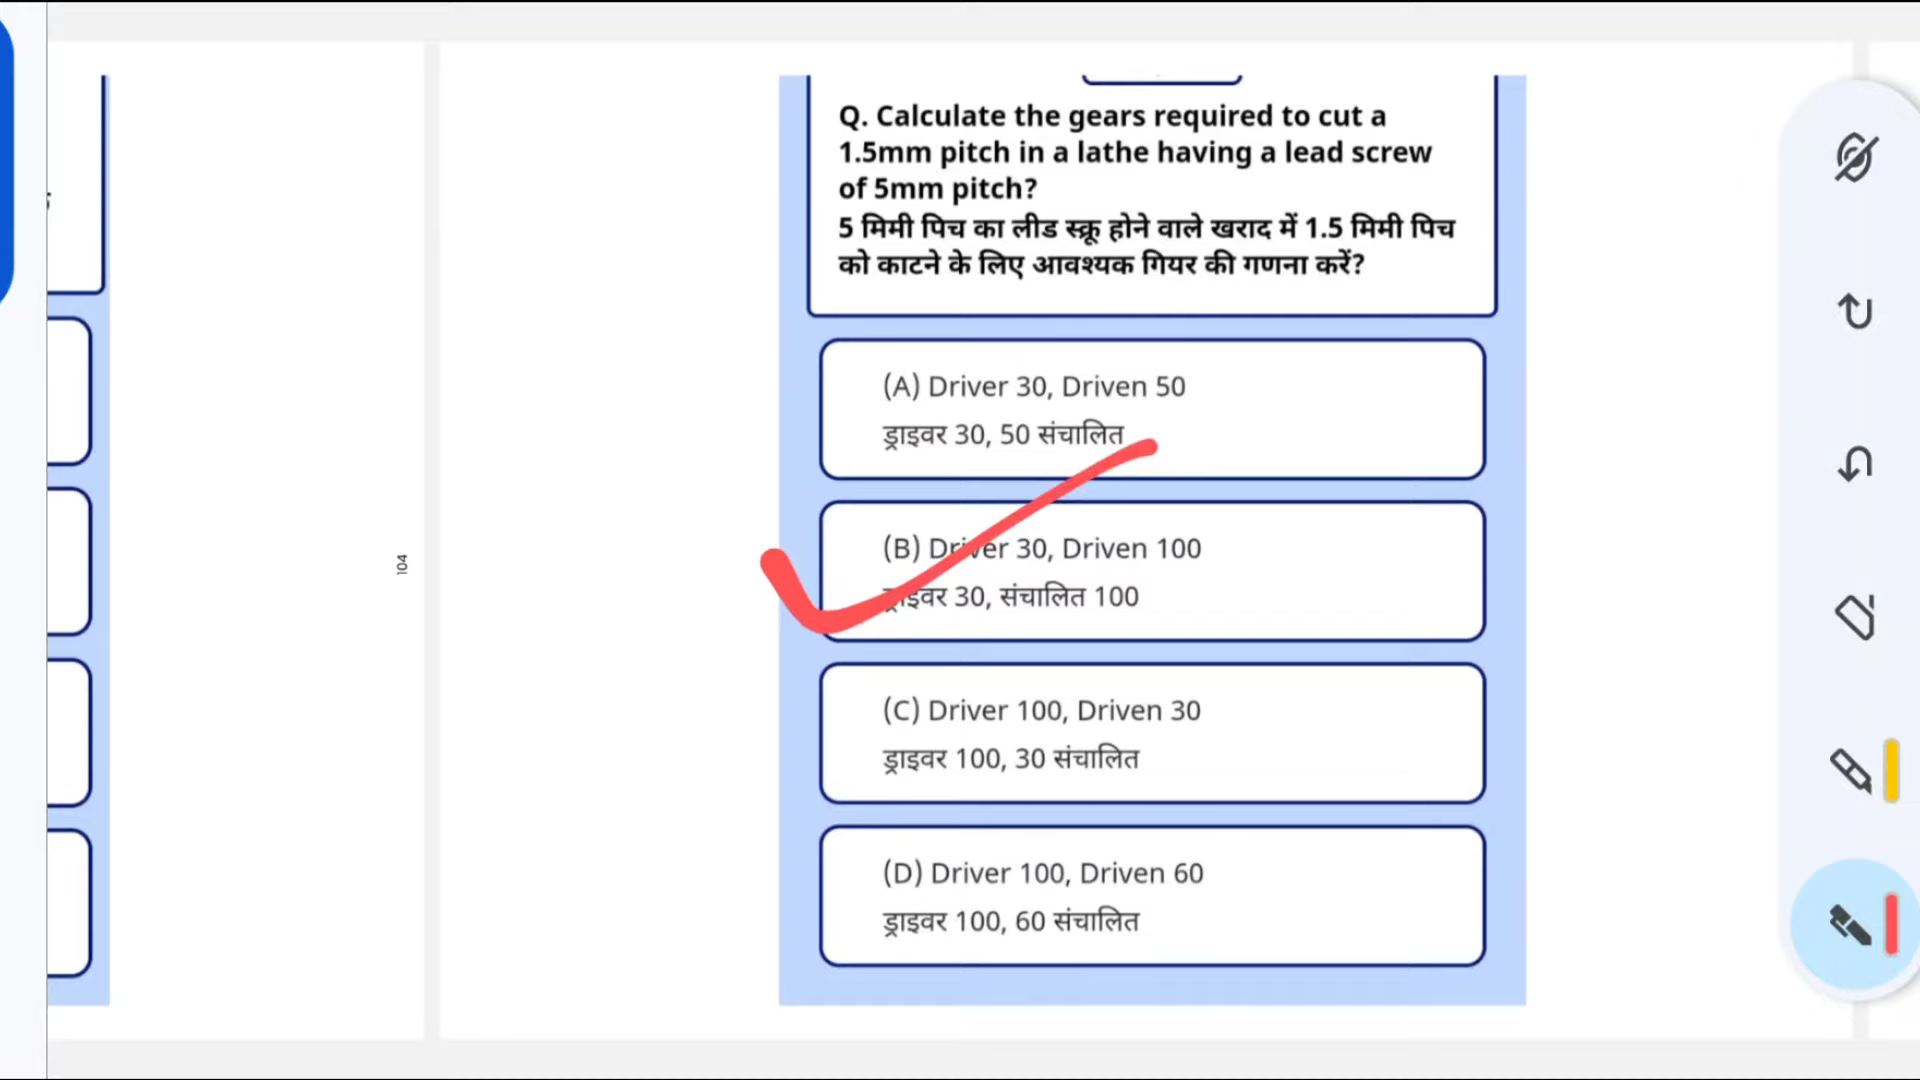 104
Q. Calculate the gears required to cut a
1.5mm pitch in a lathe having a lead screw
of 5mm pitch?
5 मिमी पिच का लीड स्क्रू होने वाले खराद में 1.5 मिमी पिच
को काटने के लिए आवश्यक गियर की गणना करें?
(A) Driver 30, Driven 50
ड्राइवर 30, 50 संचालित
(B) Driver 30, Driven 100
ड्राइवर 30, संचालित 100
(C) Driver 100, Driven 30
ड्राइवर 100, 30 संचालित
(D) Driver 100, Driven 60
ड्राइवर 100, 60 संचालित